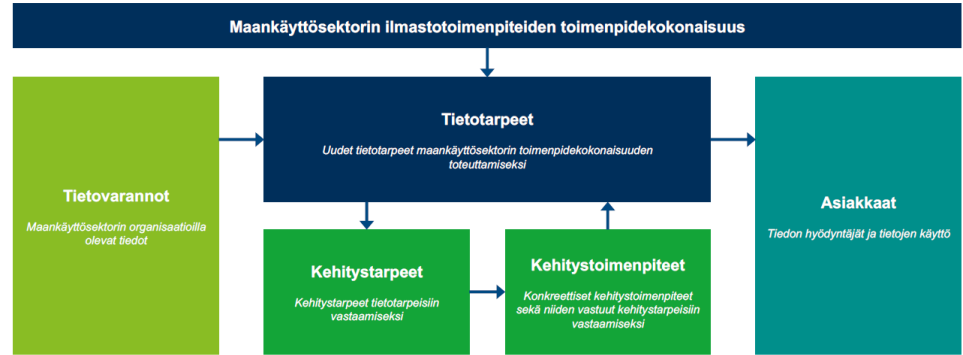 Maankäyttösektorin ilmastotoimenpiteiden toimenpidekokonaisuus
Tietovarannot
Maankäyttösektorin organisaatioilla
olevat tiedot
Tietotarpeet
Uudet tietotarpeet maankäyttösektorin toimenpidekokonaisuuden
toteuttamiseksi
Kehitystarpeet
Kehitystarpeet tietotarpeisiin
vastaamiseksi
Kehitystoimenpiteet
Konkreettiset kehitystoimenpiteet
sekä niiden vastuut kehitystarpeisiin
vastaamiseksi
Asiakkaat
Tiedon hyödyntäjät ja tietojen käyttö